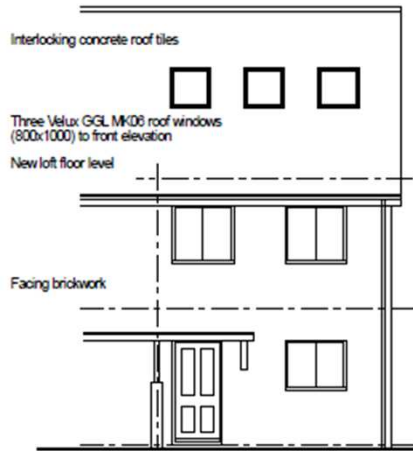 Interlocking concrete roof tiles
Three Velux GGL MK06 roof windows
(800x1000) to front elevation
New loft floor level
Facing brickwork